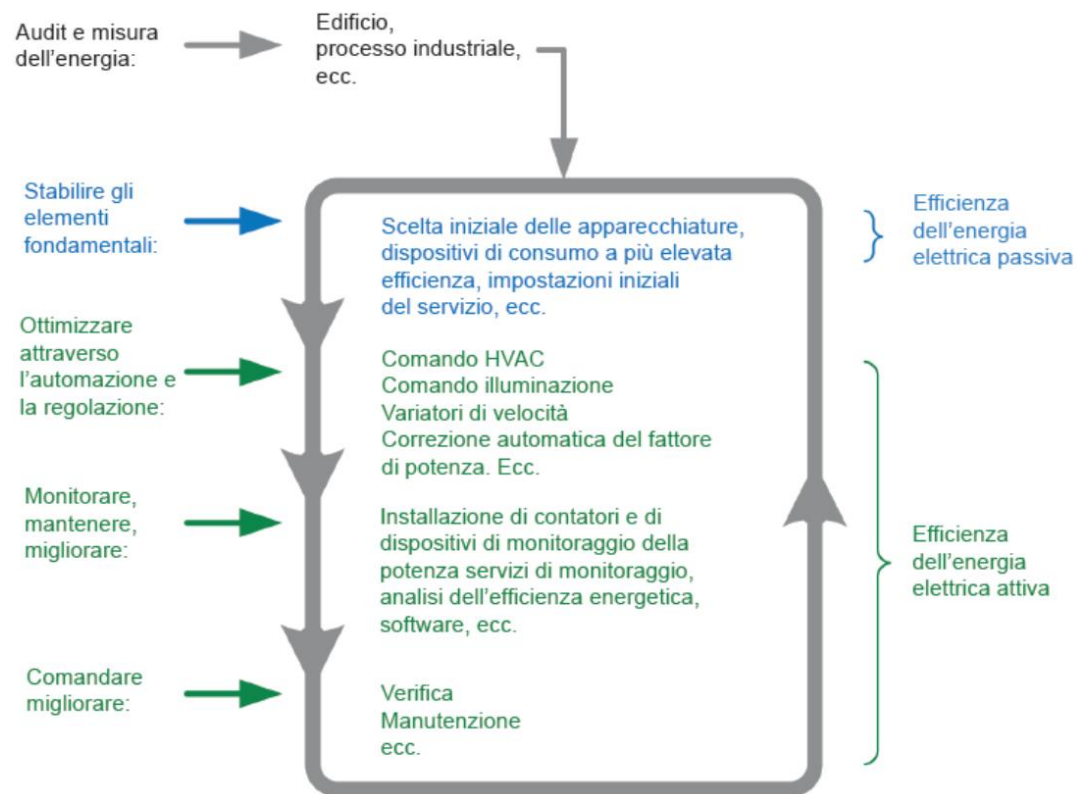 Audit e misura
dell'energia:
Edificio,
processo industriale,
ecc.
Stabilire gli
elementi
fondamentali:
Scelta iniziale delle apparecchiature,
dispositivi di consumo a più elevata
efficienza, impostazioni iniziali
del servizio, ecc.
Efficienza
dell'energia
elettrica passiva
Ottimizzare
attraverso
l'automazione e
la regolazione:
Comando HVAC
Comando illuminazione
Variatori di velocità
Correzione automatica del fattore
di potenza. Ecc.
Monitorare,
mantenere,
migliorare:
Installazione di contatori e di
dispositivi di monitoraggio della
potenza servizi di monitoraggio,
analisi dell'efficienza energetica,
software, ecc.
Efficienza
dell'energia
elettrica attiva
Comandare
migliorare:
Verifica
Manutenzione
ecc.